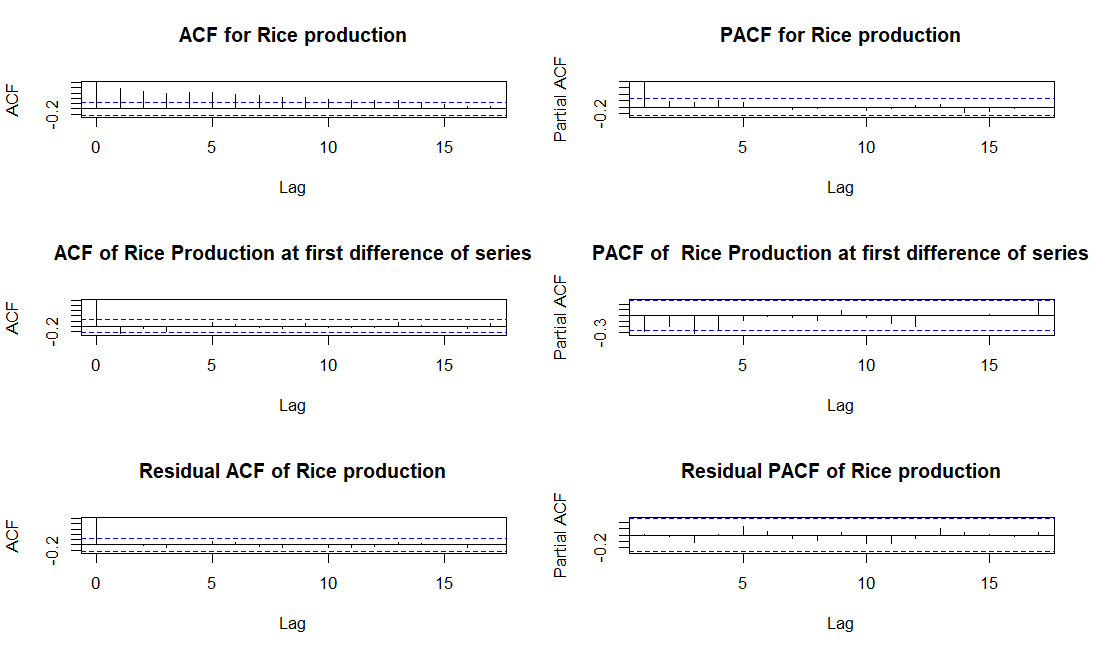 ACF for Rice production
ACF
-0.2
0 5 10 15
Lag
PACF for Rice production
Partial ACF
-0.2
5 10 15
Lag
ACF of Rice Production at first difference of series
ACF
-0.2
0 5 10 15
Lag
PACF of  Rice Production at first difference of series
Partial ACF
-0.3
5 10 15
Lag
Residual ACF of Rice production
ACF
-0.2
0 5 10 15
Lag
Residual PACF of Rice production
Partial ACF
-0.2
5 10 15
Lag